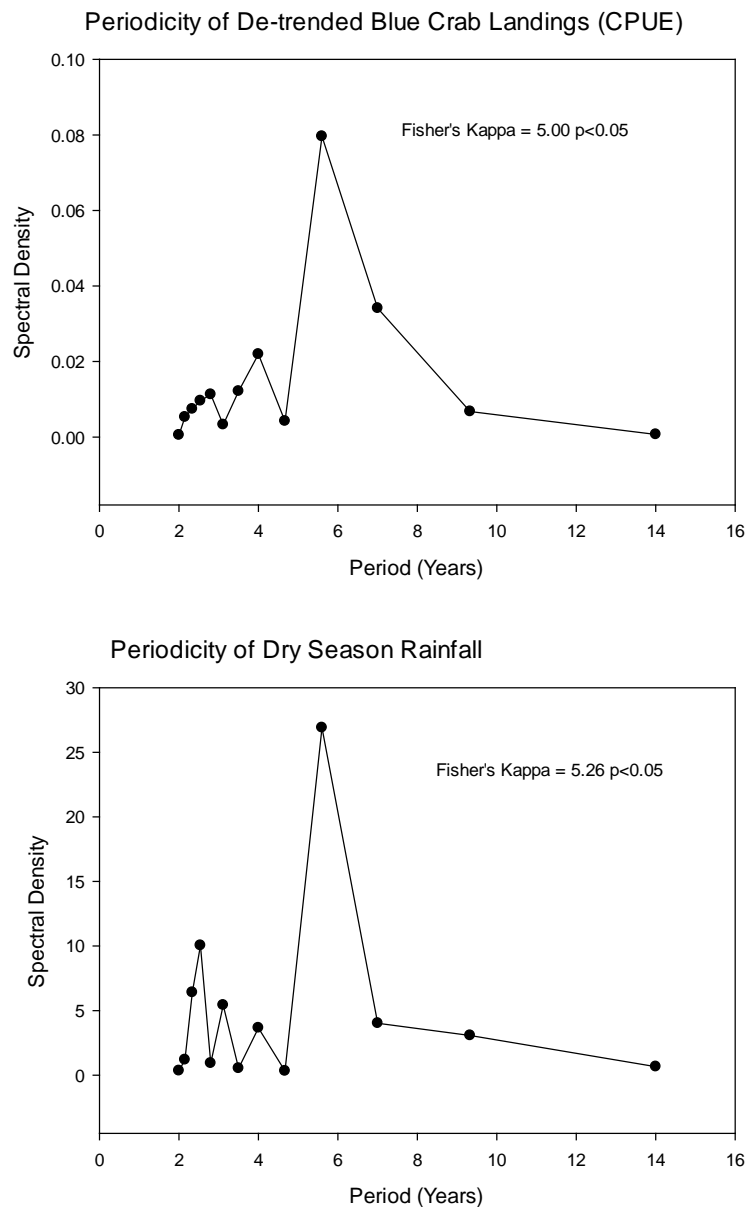 Periodicity of De-trended Blue Crab Landings (CPUE)
0.10
Fisher's Kappa = 5.00 p<0.05
0.08
0.06
0.04
0.02
0.00
Spectral Density
0 2 4 6 8 10 12 14 16
Period (Years)
Periodicity of Dry Season Rainfall
30
Fisher's Kappa = 5.26 p<0.05
25
20
15
10
5
0
Spectral Density
0 2 4 6 8 10 12 14 16
Period (Years)